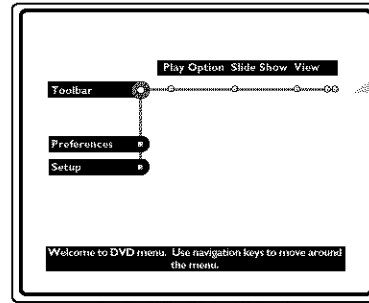 Play Option Slide Show View
Toolbar
Preferences
Setup
Welcome to DVD menu. Use navigation keys to move around
the menu.